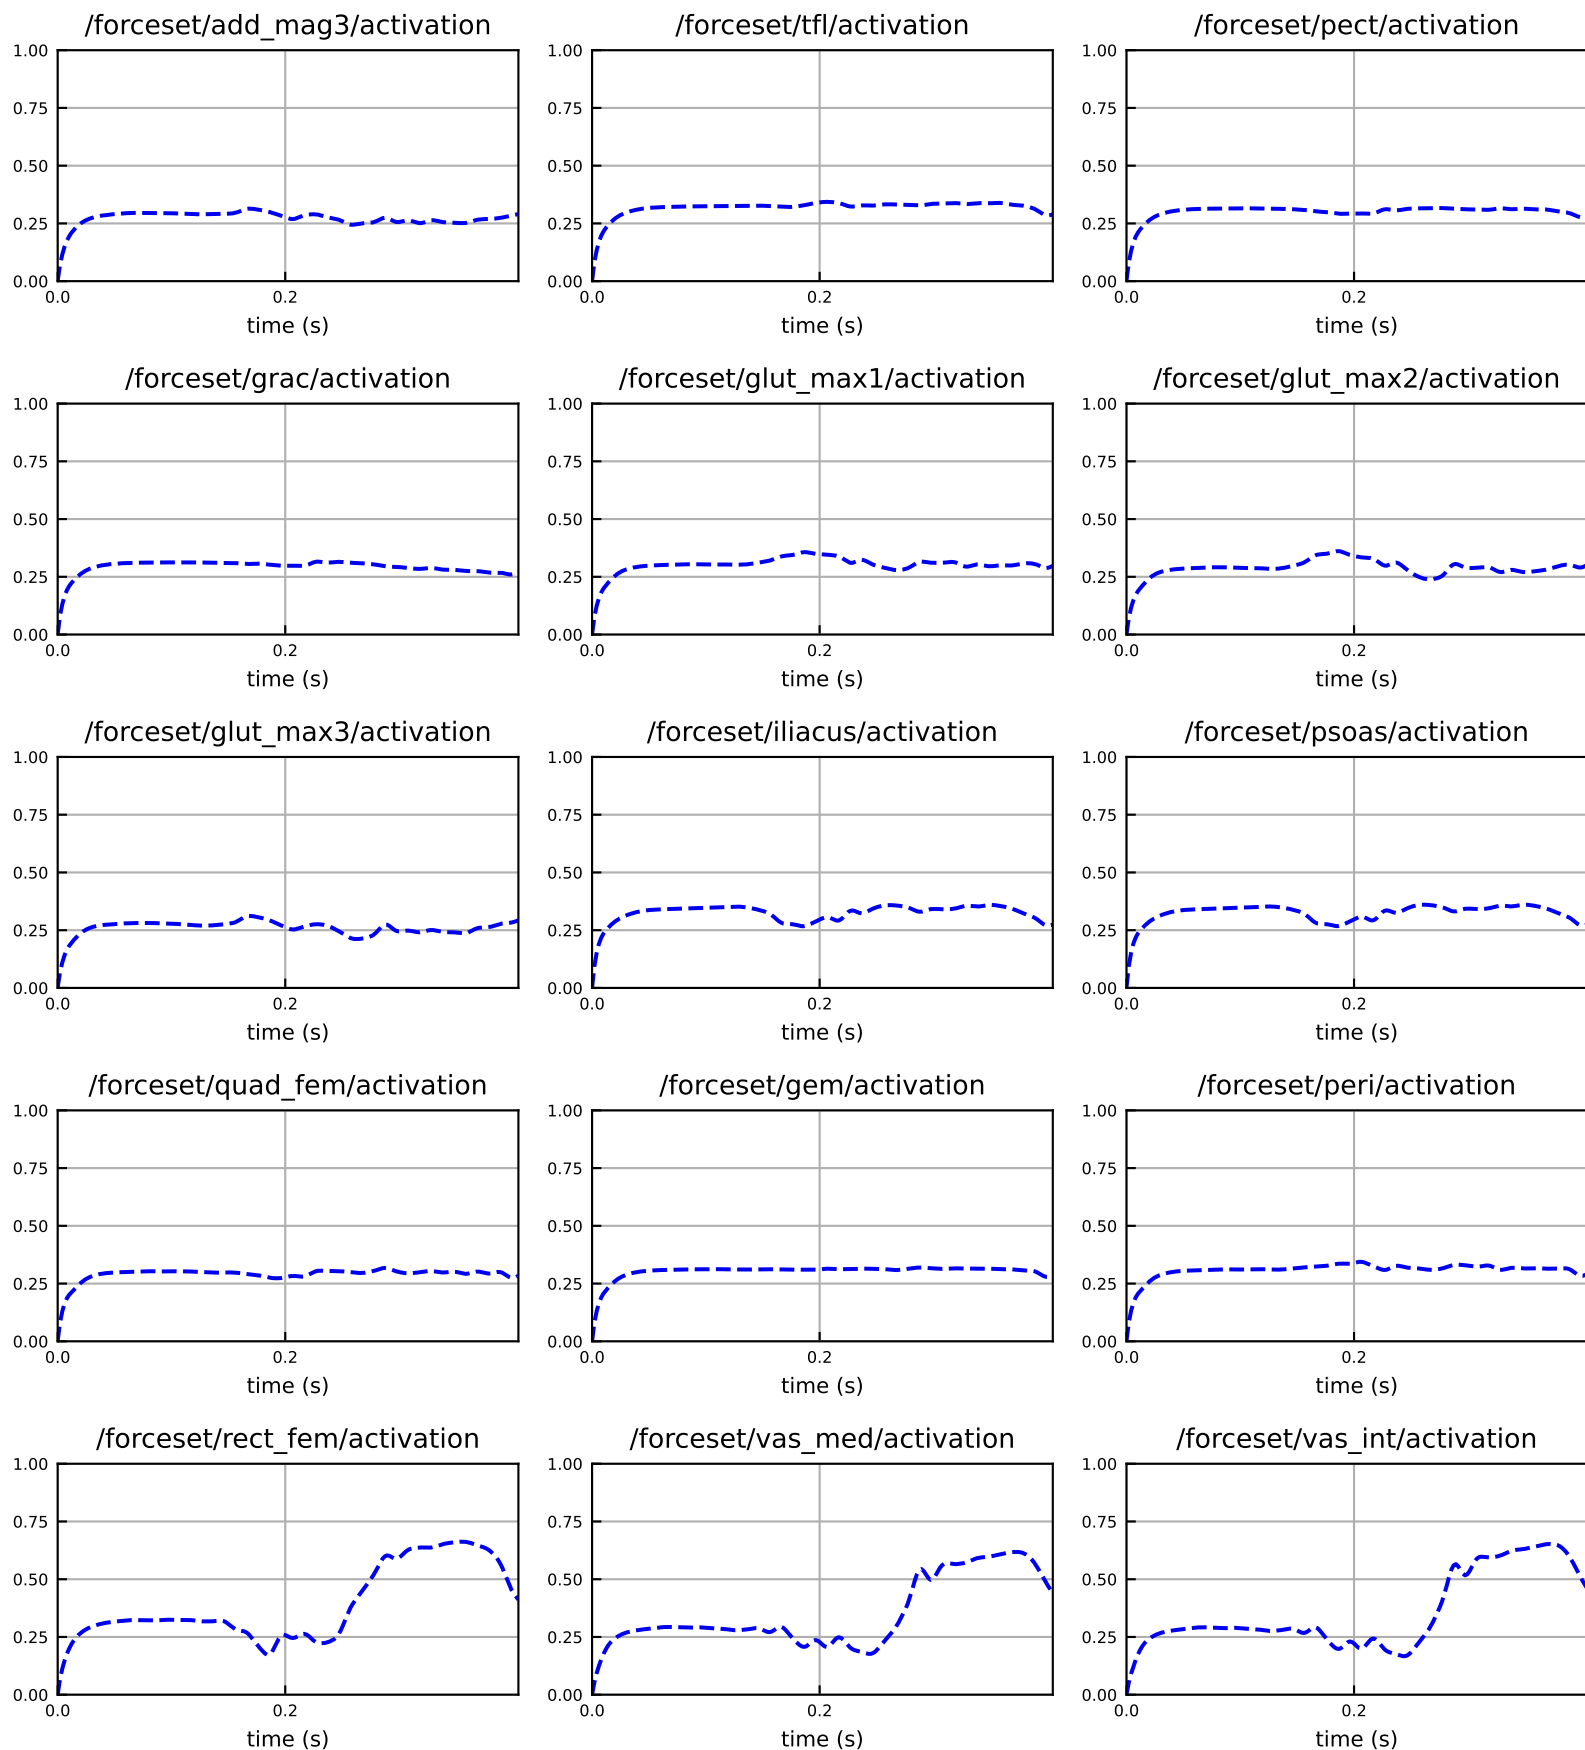 /forceset/add_mag3/activation /forceset/tfl/activation /forceset/pect/activation
1.00 1.00 1.00
0.75 0.75 0.75
0.50 0.50 0.50
0.25 0.25 0.25
0.00 0.00 0.00
0.0 0.2 0.0 0.2 0.0 0.2
time (s) time (s) time (s)
/forceset/grac/activation /forceset/glut_max1/activation /forceset/glut_max2/activation
1.00 1.00 1.00
0.75 0.75 0.75
0.50 0.50 0.50
0.25 0.25 0.25
0.00 0.00 0.00
0.0 0.2 0.0 0.2 0.0 0.2
time (s) time (s) time (s)
/forceset/glut_max3/activation /forceset/iliacus/activation /forceset/psoas/activation
1.00 1.00 1.00
0.75 0.75 0.75
0.50 0.50 0.50
0.25 0.25 0.25
0.00 0.00 0.00
0.0 0.2 0.0 0.2 0.0 0.2
time (s) time (s) time (s)
/forceset/quad_fem/activation /forceset/gem/activation /forceset/peri/activation
1.00 1.00 1.00
0.75 0.75 0.75
0.50 0.50 0.50
0.25 0.25 0.25
0.00 0.00 0.00
0.0 0.2 0.0 0.2 0.0 0.2
time (s) time (s) time (s)
/forceset/rect_fem/activation /forceset/vas_med/activation /forceset/vas_int/activation
1.00 1.00 1.00
0.75 0.75 0.75
0.50 0.50 0.50
0.25 0.25 0.25
0.00 0.00 0.00
0.0 0.2 0.0 0.2 0.0 0.2
time (s) time (s) time (s)